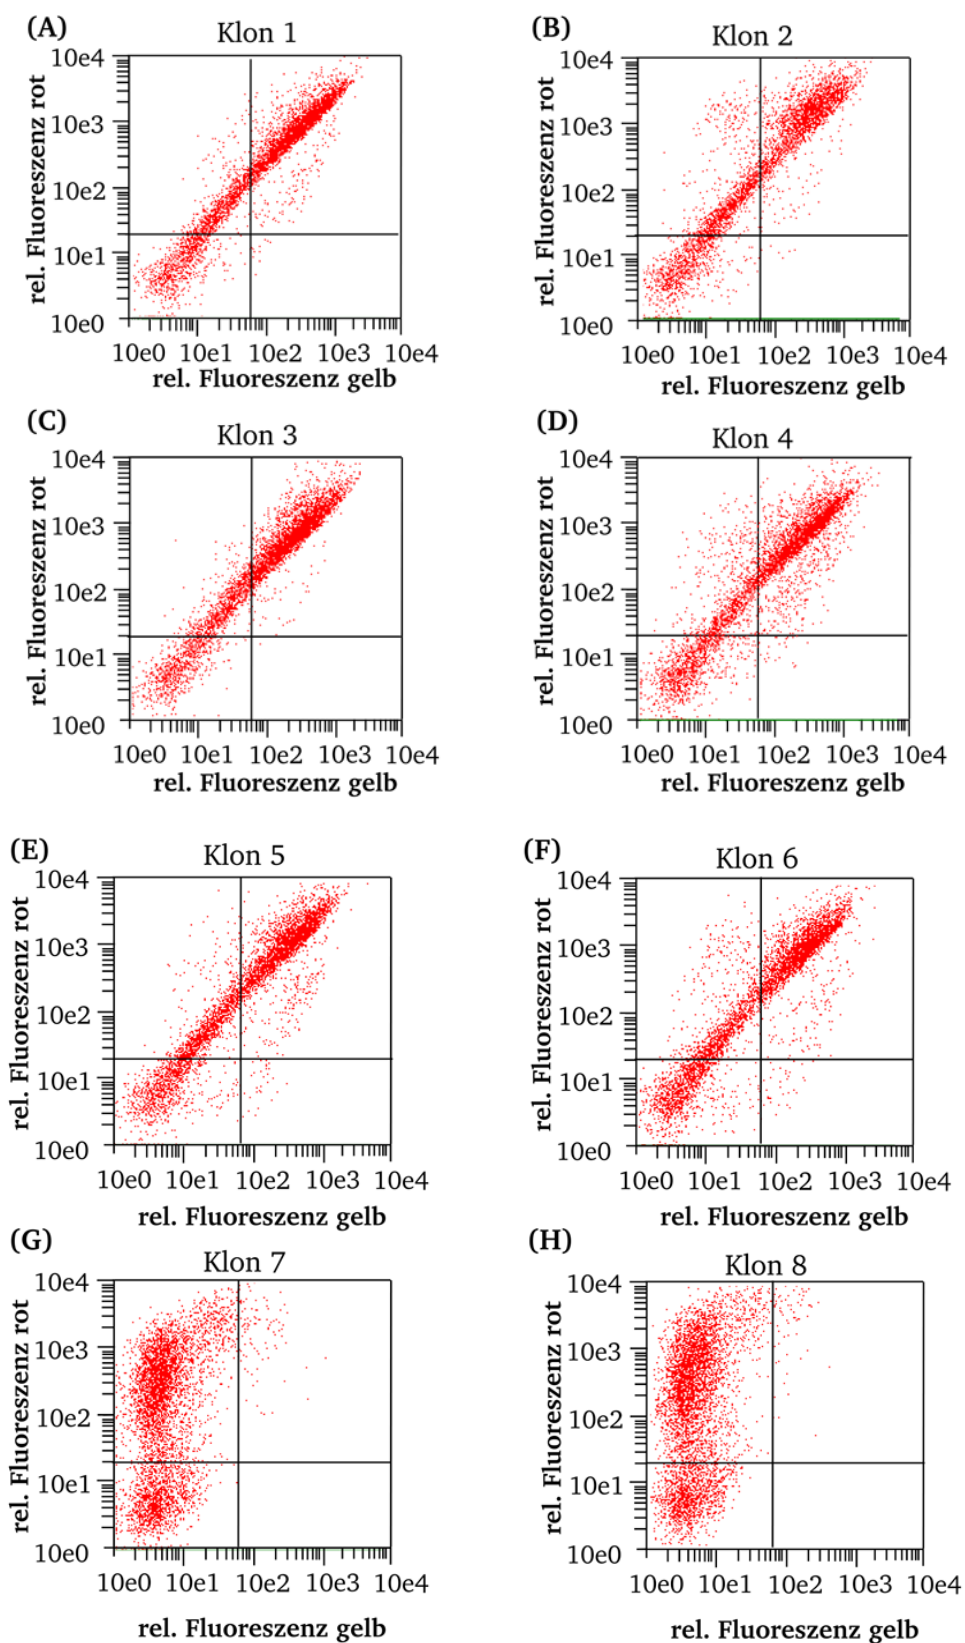 (A) Klon 1
(B) Klon 2
10e4
10e3
10e2
10e1
10e0
rel. Fluoreszenz rot
10e0 10e1 10e2 10e3 10e4
rel. Fluoreszenz gelb
10e4
10e3
10e2
10e1
10e0
rel. Fluoreszenz rot
10e0 10e1 10e2 10e3 10e4
rel. Fluoreszenz gelb
(C) Klon 3
(D) Klon 4
10e4
10e3
10e2
10e1
10e0
rel. Fluoreszenz rot
10e0 10e1 10e2 10e3 10e4
rel. Fluoreszenz gelb
10e4
10e3
10e2
10e1
10e0
rel. Fluoreszenz rot
10e0 10e1 10e2 10e3 10e4
rel. Fluoreszenz gelb
(E) Klon 5
(F) Klon 6
10e4
10e3
10e2
10e1
10e0
rel. Fluoreszenz rot
10e0 10e1 10e2 10e3 10e4
rel. Fluoreszenz gelb
10e4
10e3
10e2
10e1
10e0
rel. Fluoreszenz rot
10e0 10e1 10e2 10e3 10e4
rel. Fluoreszenz gelb
(G) Klon 7
(H) Klon 8
10e4
10e3
10e2
10e1
10e0
rel. Fluoreszenz rot
10e0 10e1 10e2 10e3 10e4
rel. Fluoreszenz gelb
10e4
10e3
10e2
10e1
10e0
rel. Fluoreszenz rot
10e0 10e1 10e2 10e3 10e4
rel. Fluoreszenz gelb